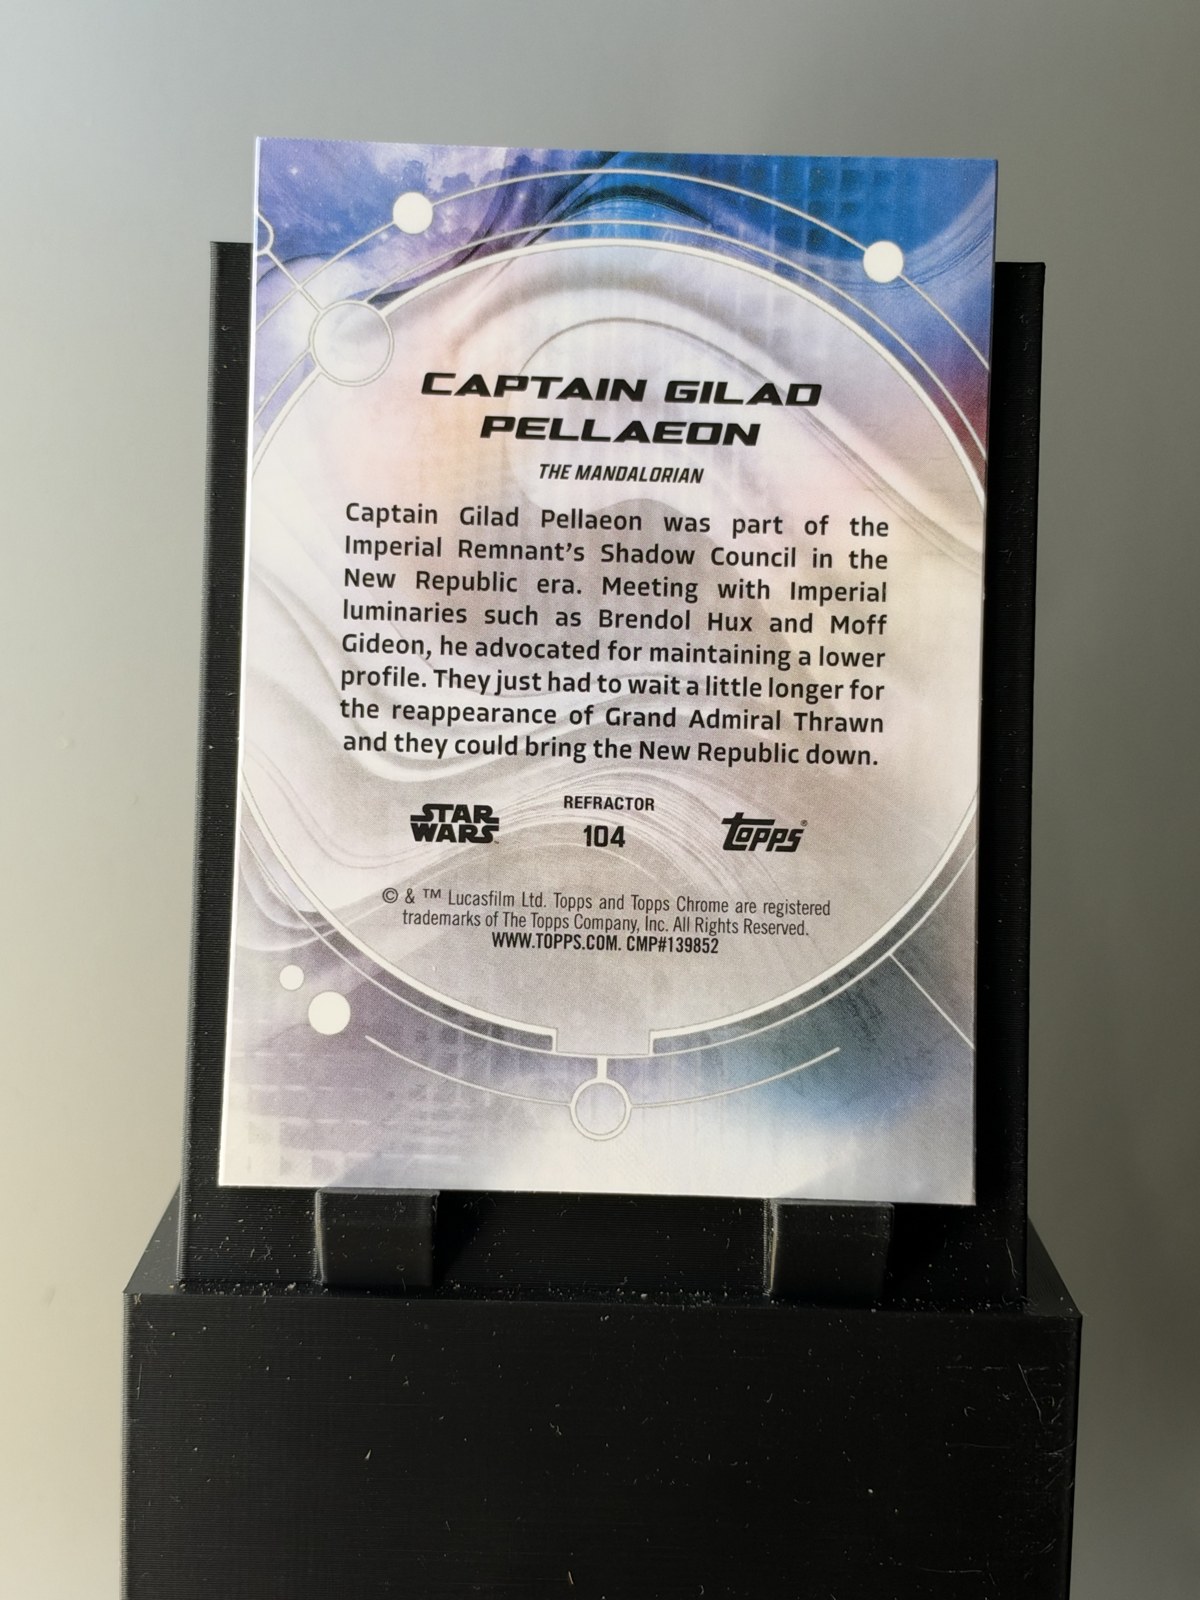 CAPTAIN GILAD
PELLAEON
THE MANDALORIAN
Captain Gilad Pellaeon was part of the
Imperial Remnant's Shadow Council in the
New Republic era. Meeting with Imperial
luminaries such as Brendol Hux and Moff
Gideon, he advocated for maintaining a lower
profile. They just had to wait a little longer for
the reappearance of Grand Admiral Thrawn
and they could bring the New Republic down.
STAR
WARS™
REFRACTOR
104
Topps®
© & ™ Lucasfilm Ltd. Topps and Topps Chrome are registered
trademarks of The Topps Company, Inc. All Rights Reserved.
WWW.TOPPS.COM. CMP#139852